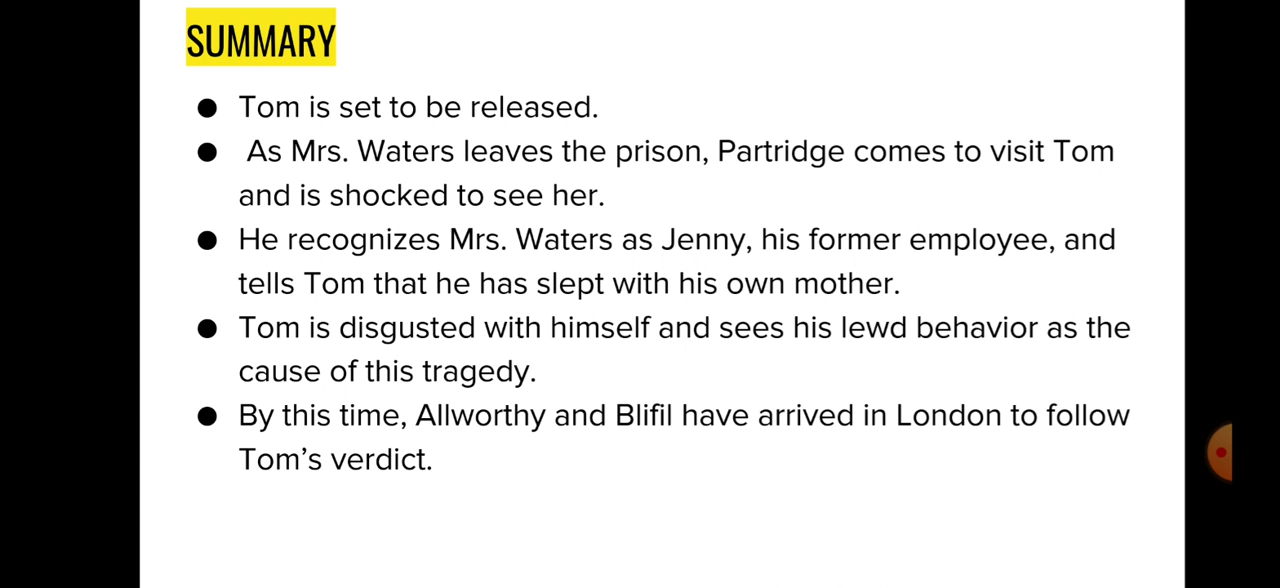 SUMMARY
● Tom is set to be released.
● As Mrs. Waters leaves the prison, Partridge comes to visit Tom
and is shocked to see her.
● He recognizes Mrs. Waters as Jenny, his former employee, and
tells Tom that he has slept with his own mother.
● Tom is disgusted with himself and sees his lewd behavior as the
cause of this tragedy.
● By this time, Allworthy and Blifil have arrived in London to follow
Tom’s verdict.